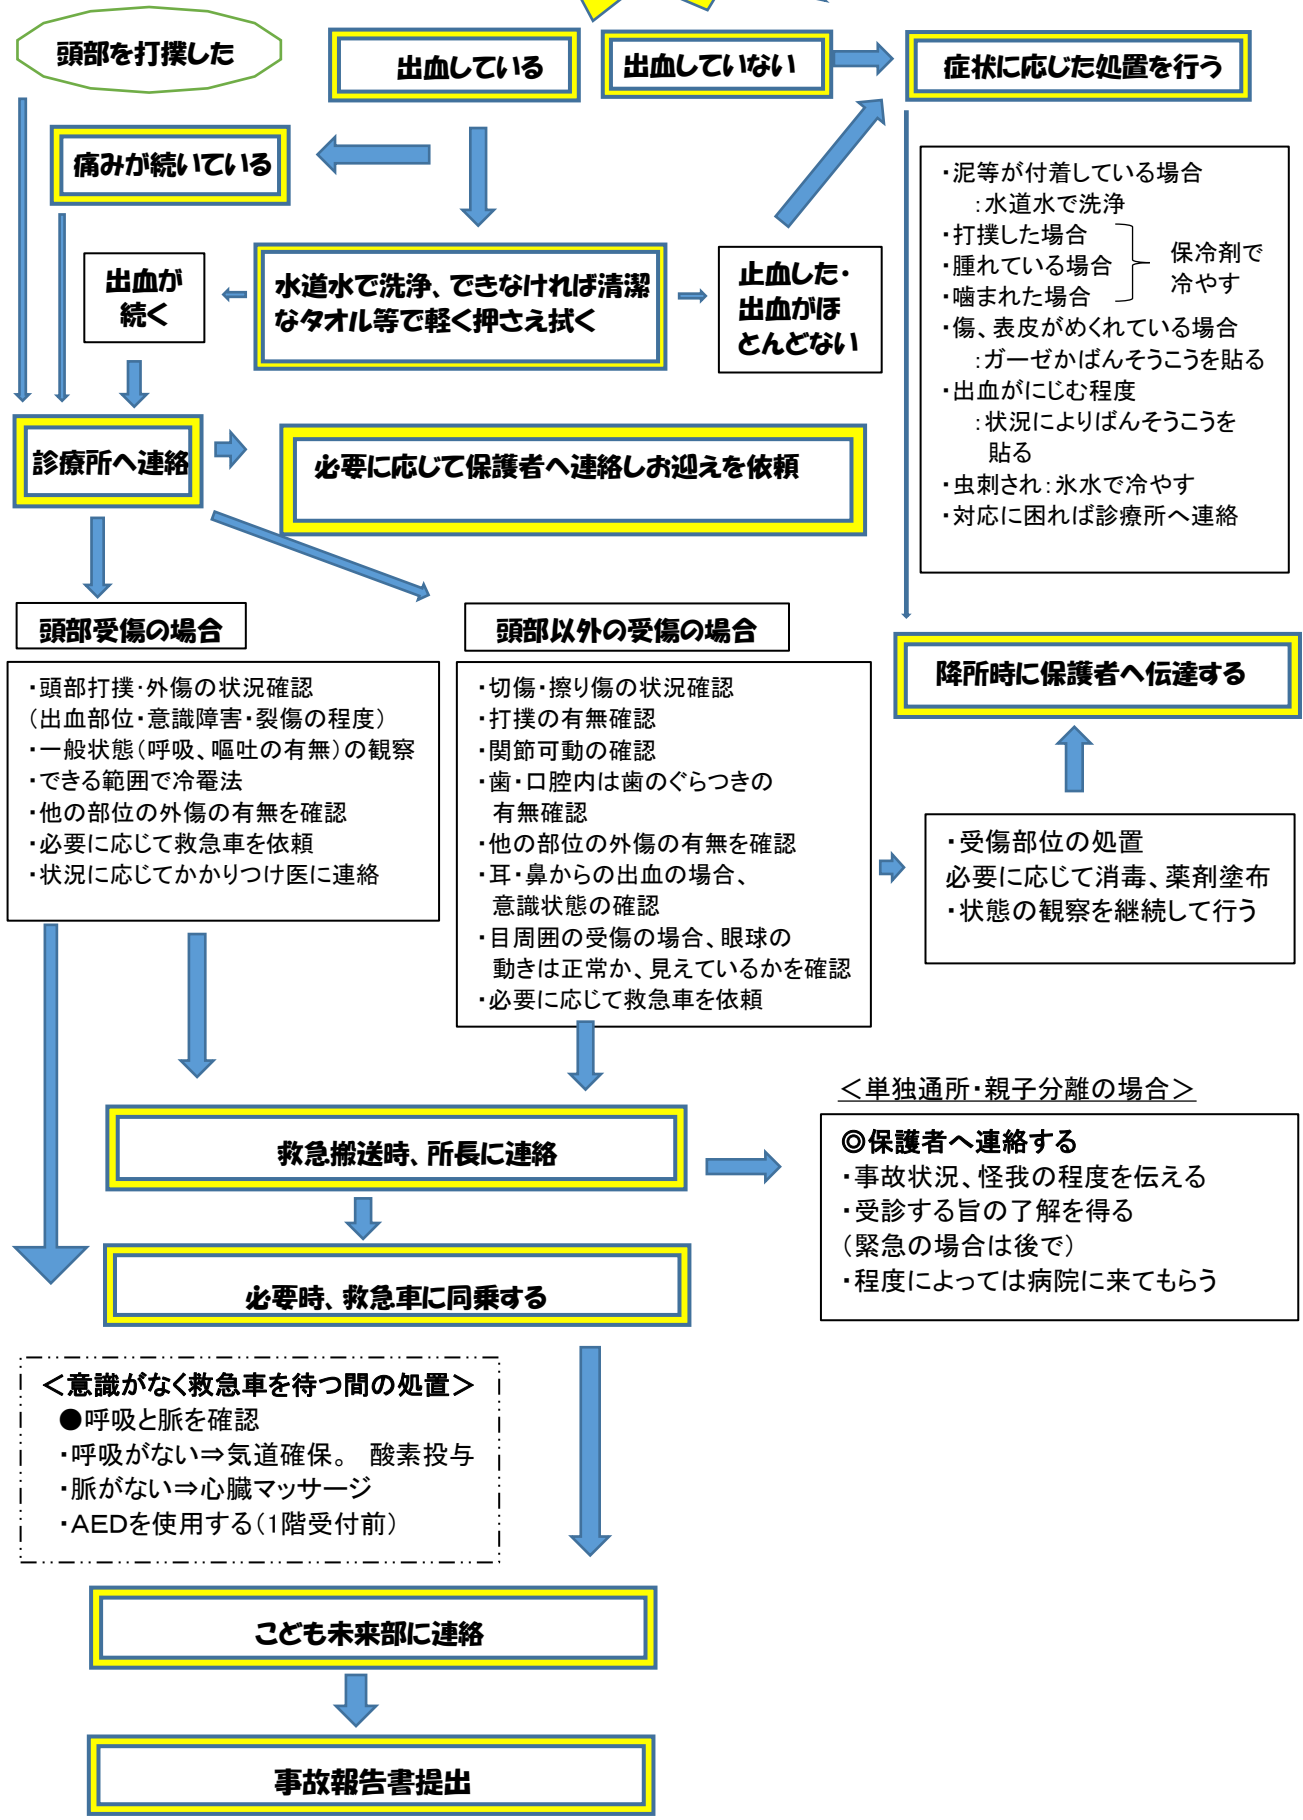 頭部を打撲した
出血している
出血していない
症状に応じた処置を行う
痛みが続いている
・泥等が付着している場合
：水道水で洗浄
・打撲した場合
・腫れている場合
・噛まれた場合
保冷剤で
冷やす
・傷、表皮がめくれている場合
：ガーゼかばんそうこうを貼る
・出血がにじむ程度
：状況によりばんそうこうを
貼る
・虫刺され：氷水で冷やす
・対応に困れば診療所へ連絡
出血が
続く
水道水で洗浄、できなければ清潔
なタオル等で軽く押さえ拭く
止血した・
出血がほ
とんどない
診療所へ連絡
必要に応じて保護者へ連絡しお迎えを依頼
頭部受傷の場合
・頭部打撲・外傷の状況確認
（出血部位・意識障害・裂傷の程度）
・一般状態（呼吸、嘔吐の有無）の観察
・できる範囲で冷罨法
・他の部位の外傷の有無を確認
・必要に応じて救急車を依頼
・状況に応じてかかりつけ医に連絡
頭部以外の受傷の場合
・切傷・擦り傷の状況確認
・打撲の有無確認
・関節可動の確認
・歯・口腔内は歯のぐらつきの
有無確認
・他の部位の外傷の有無を確認
・耳・鼻からの出血の場合、
意識状態の確認
・目周囲の受傷の場合、眼球の
動きは正常か、見えているかを確認
・必要に応じて救急車を依頼
降所時に保護者へ伝達する
・受傷部位の処置
必要に応じて消毒、薬剤塗布
・状態の観察を継続して行う
救急搬送時、所長に連絡
＜単独通所・親子分離の場合＞
◎保護者へ連絡する
・事故状況、怪我の程度を伝える
・受診する旨の了解を得る
（緊急の場合は後で）
・程度によっては病院に来てもらう
必要時、救急車に同乗する
＜意識がなく救急車を待つ間の処置＞
●呼吸と脈を確認
・呼吸がない⇒気道確保。 酸素投与
・脈がない⇒心臓マッサージ
・AEDを使用する（1階受付前）
こども未来部に連絡
事故報告書提出